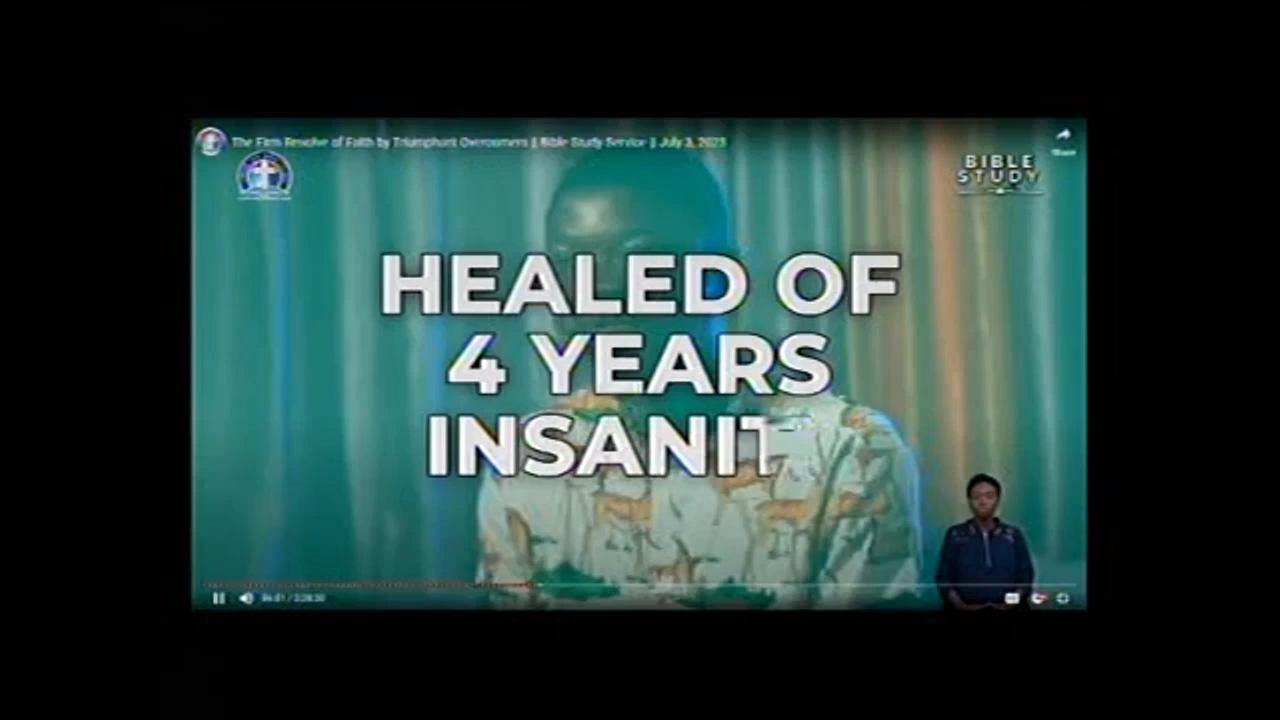 The Firm Resolve of Faith by Triumphant Overcomers || Bible Study Service || July 3, 2023
Share
BIBLE
STUDY
HEALED OF
4 YEARS
INSANIT